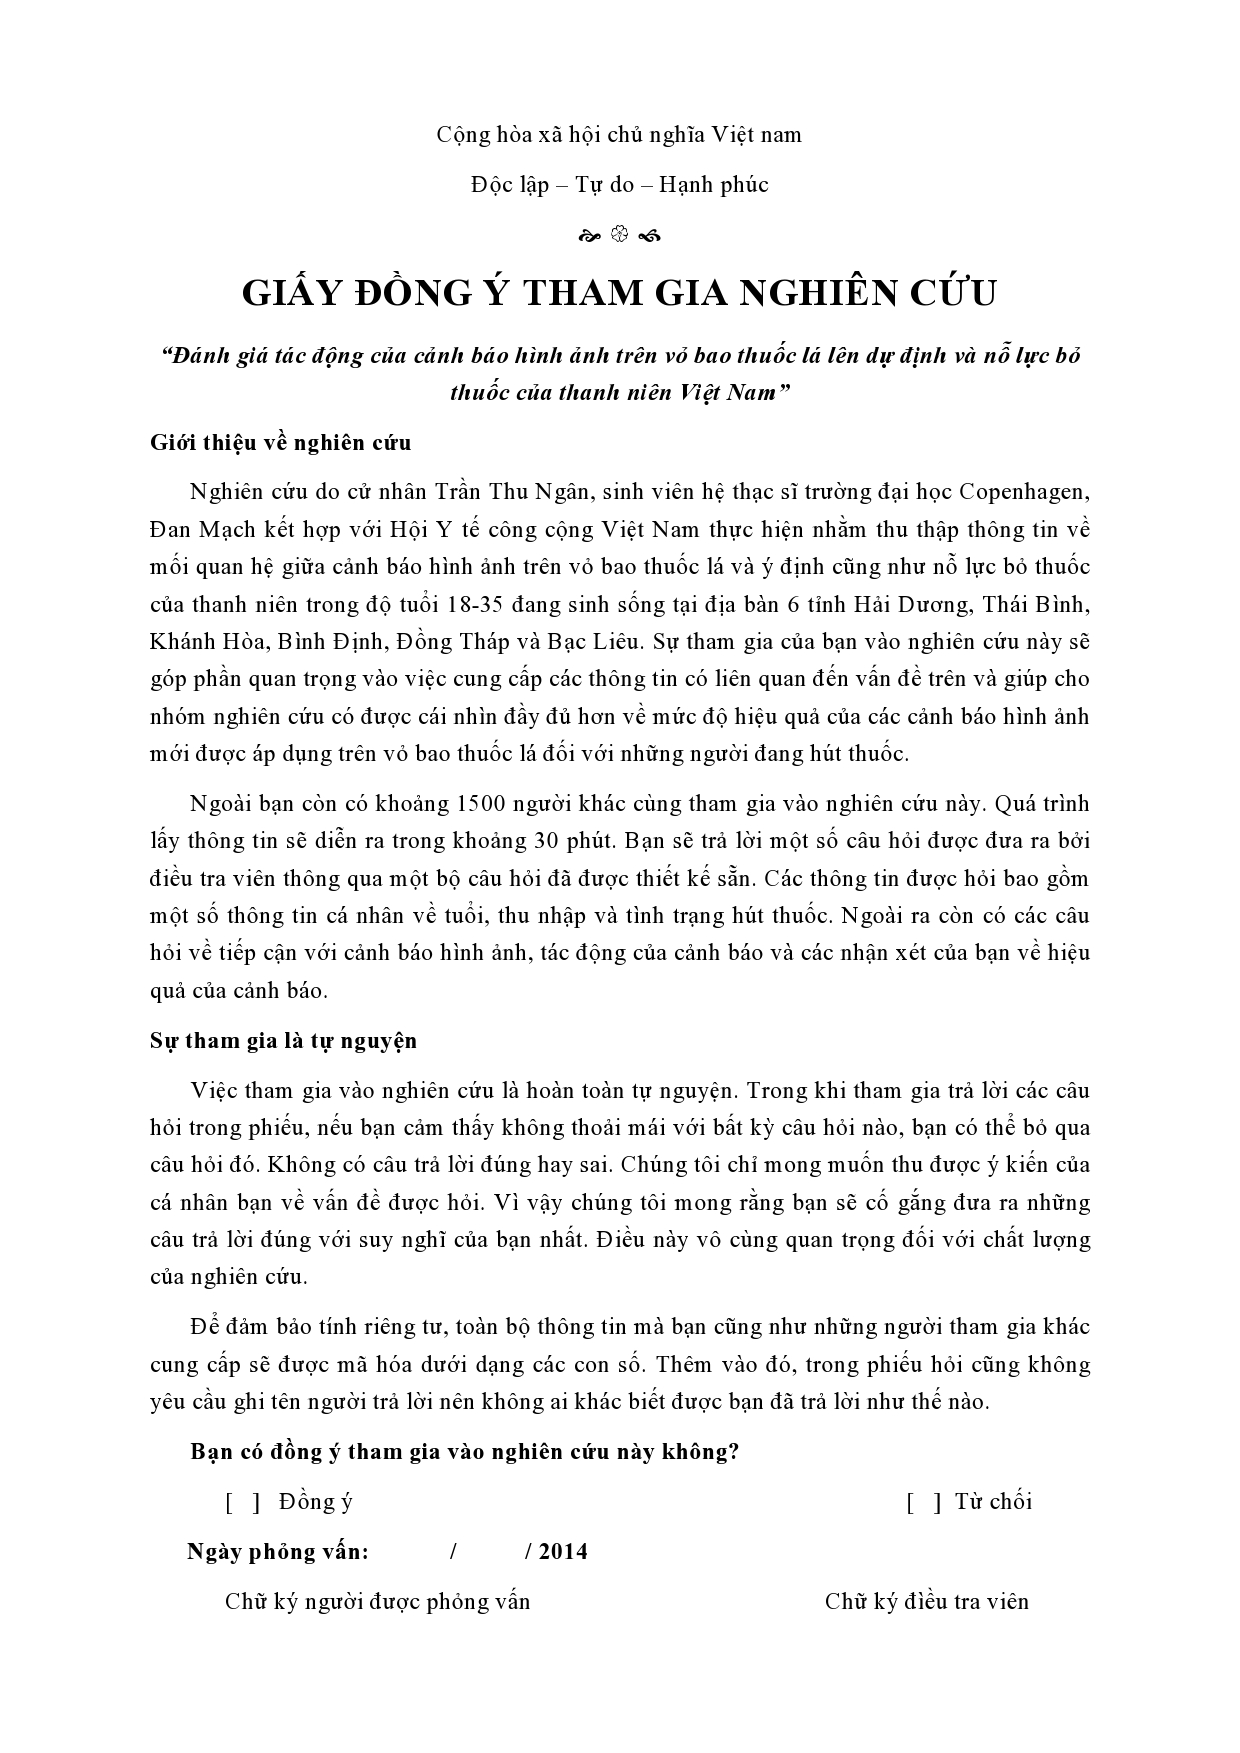 Cộng hòa xã hội chủ nghĩa Việt nam
Độc lập – Tự do – Hạnh phúc
GIẤY ĐỒNG Ý THAM GIA NGHIÊN CỨU
“Đánh giá tác động của cảnh báo hình ảnh trên vỏ bao thuốc lá lên dự định và nỗ lực bỏ
thuốc của thanh niên Việt Nam”
Giới thiệu về nghiên cứu
Nghiên cứu do cử nhân Trần Thu Ngân, sinh viên hệ thạc sĩ trường đại học Copenhagen,
Đan Mạch kết hợp với Hội Y tế công cộng Việt Nam thực hiện nhằm thu thập thông tin về
mối quan hệ giữa cảnh báo hình ảnh trên vỏ bao thuốc lá và ý định cũng như nỗ lực bỏ thuốc
của thanh niên trong độ tuổi 18-35 đang sinh sống tại địa bàn 6 tỉnh Hải Dương, Thái Bình,
Khánh Hòa, Bình Định, Đồng Tháp và Bạc Liêu. Sự tham gia của bạn vào nghiên cứu này sẽ
góp phần quan trọng vào việc cung cấp các thông tin có liên quan đến vấn đề trên và giúp cho
nhóm nghiên cứu có được cái nhìn đầy đủ hơn về mức độ hiệu quả của các cảnh báo hình ảnh
mới được áp dụng trên vỏ bao thuốc lá đối với những người đang hút thuốc.
Ngoài bạn còn có khoảng 1500 người khác cùng tham gia vào nghiên cứu này. Quá trình
lấy thông tin sẽ diễn ra trong khoảng 30 phút. Bạn sẽ trả lời một số câu hỏi được đưa ra bởi
điều tra viên thông qua một bộ câu hỏi đã được thiết kế sẵn. Các thông tin được hỏi bao gồm
một số thông tin cá nhân về tuổi, thu nhập và tình trạng hút thuốc. Ngoài ra còn có các câu
hỏi về tiếp cận với cảnh báo hình ảnh, tác động của cảnh báo và các nhận xét của bạn về hiệu
quả của cảnh báo.
Sự tham gia là tự nguyện
Việc tham gia vào nghiên cứu là hoàn toàn tự nguyện. Trong khi tham gia trả lời các câu
hỏi trong phiếu, nếu bạn cảm thấy không thoải mái với bất kỳ câu hỏi nào, bạn có thể bỏ qua
câu hỏi đó. Không có câu trả lời đúng hay sai. Chúng tôi chỉ mong muốn thu được ý kiến của
cá nhân bạn về vấn đề được hỏi. Vì vậy chúng tôi mong rằng bạn sẽ cố gắng đưa ra những
câu trả lời đúng với suy nghĩ của bạn nhất. Điều này vô cùng quan trọng đối với chất lượng
của nghiên cứu.
Để đảm bảo tính riêng tư, toàn bộ thông tin mà bạn cũng như những người tham gia khác
cung cấp sẽ được mã hóa dưới dạng các con số. Thêm vào đó, trong phiếu hỏi cũng không
yêu cầu ghi tên người trả lời nên không ai khác biết được bạn đã trả lời như thế nào.
Bạn có đồng ý tham gia vào nghiên cứu này không?
[ ] Đồng ý [ ] Từ chối
Ngày phỏng vấn: / / 2014
Chữ ký người được phỏng vấn Chữ ký đìều tra viên